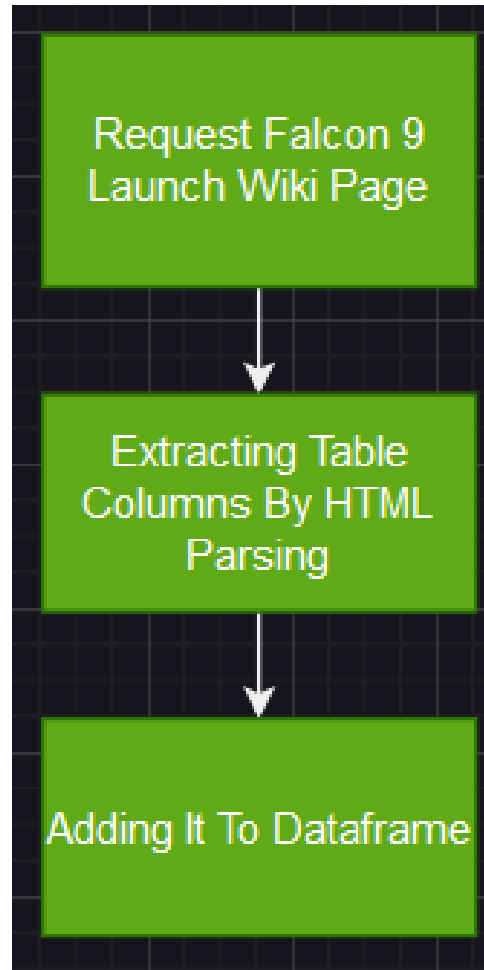 Request Falcon 9
Launch Wiki Page
Extracting Table
Columns By HTML
Parsing
Adding It To Dataframe